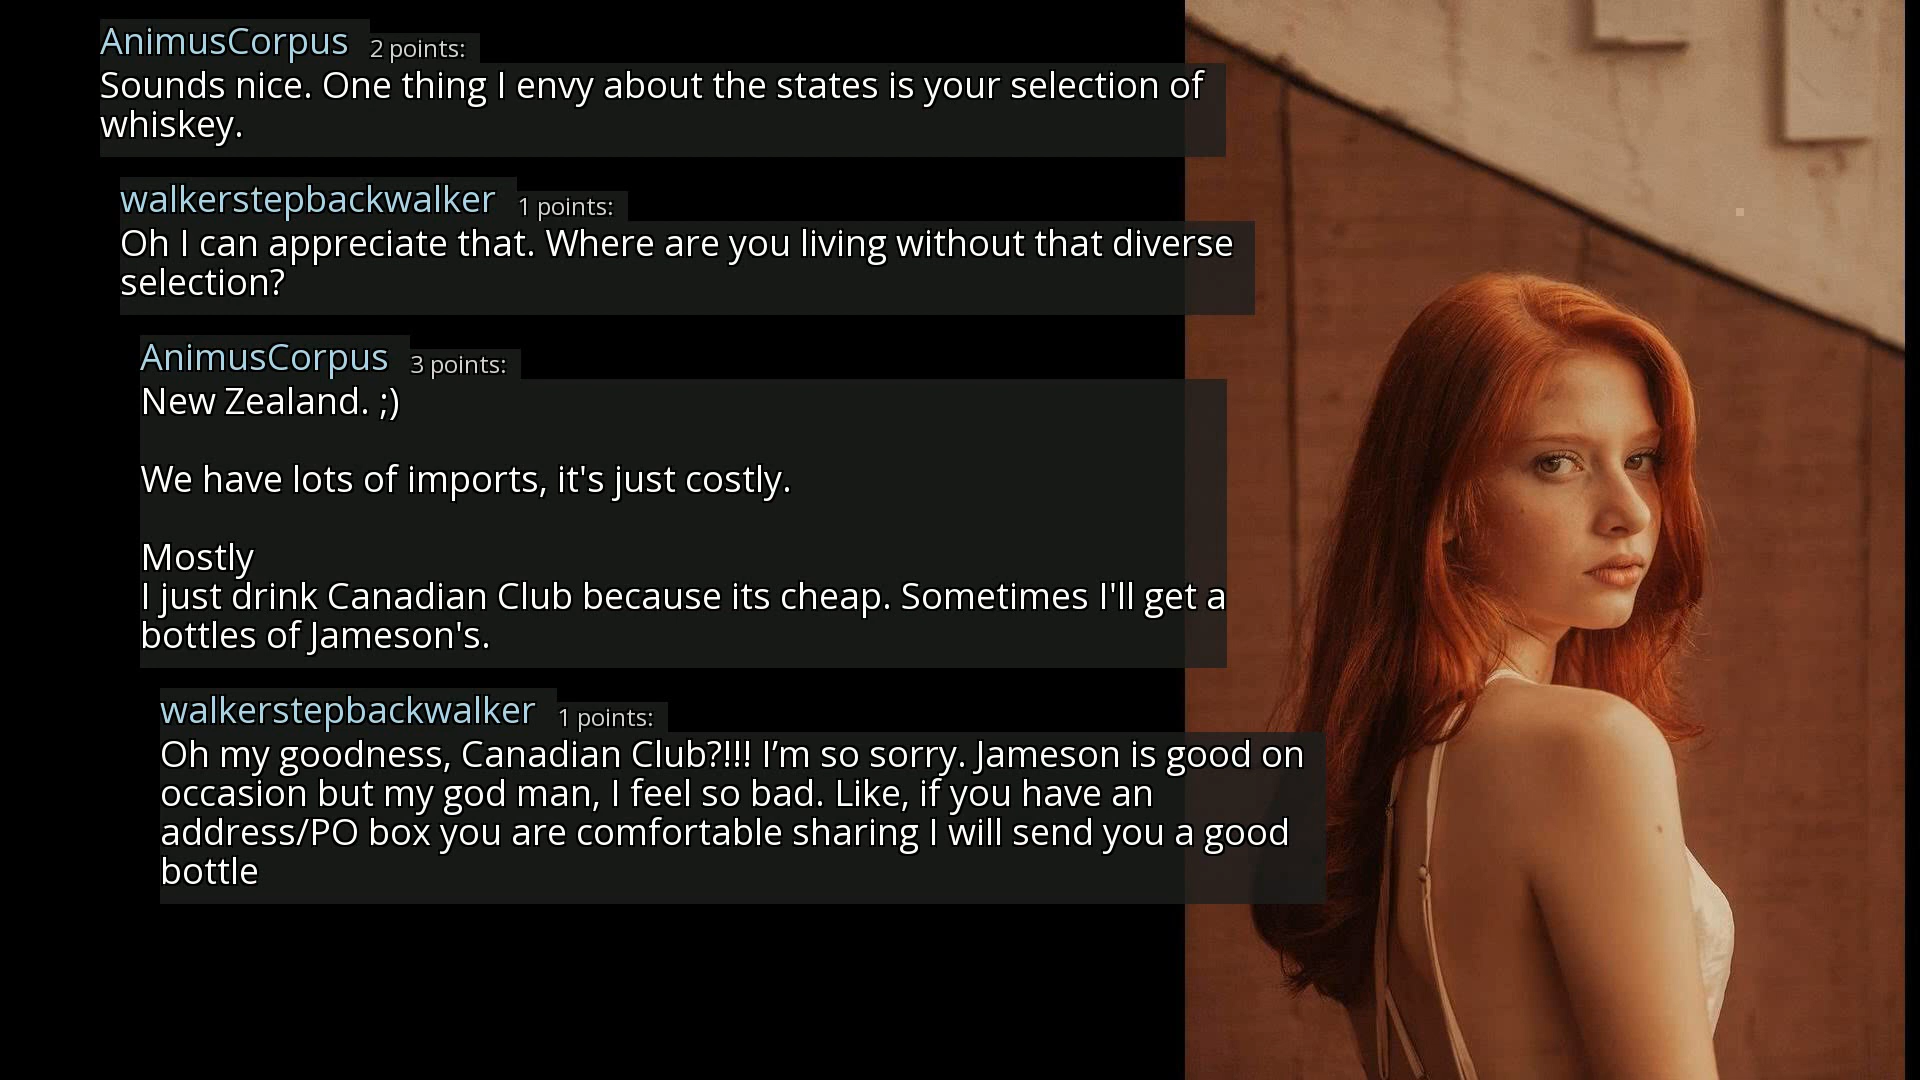 AnimusCorpus 2 points:
Sounds nice. One thing I envy about the states is your selection of
whiskey.
walkerstepbackwalker 1 points:
Oh I can appreciate that. Where are you living without that diverse
selection?
AnimusCorpus 3 points:
New Zealand. ;)
We have lots of imports, it's just costly.
Mostly
I just drink Canadian Club because its cheap. Sometimes I'll get a
bottles of Jameson's.
walkerstepbackwalker 1 points:
Oh my goodness, Canadian Club?!!! I’m so sorry. Jameson is good on
occasion but my god man, I feel so bad. Like, if you have an
address/PO box you are comfortable sharing I will send you a good
bottle